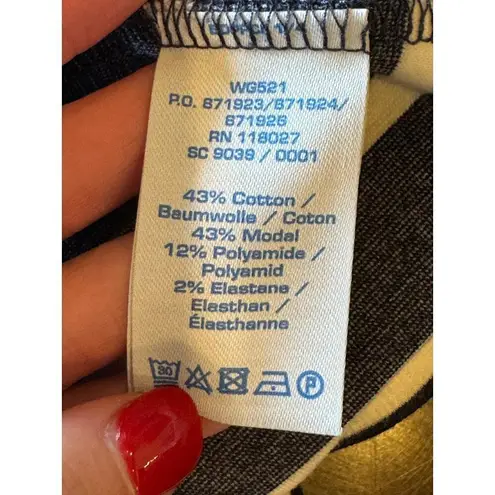 WG521
P.O. 871923/871924/
871926
RN 118027
SC 9039 / 0001
43% Cotton /
Baumwolle / Coton
43% Modal
12% Polyamide /
Polyamid
2% Elastane /
Elasthan /
Élasthanne
30
P